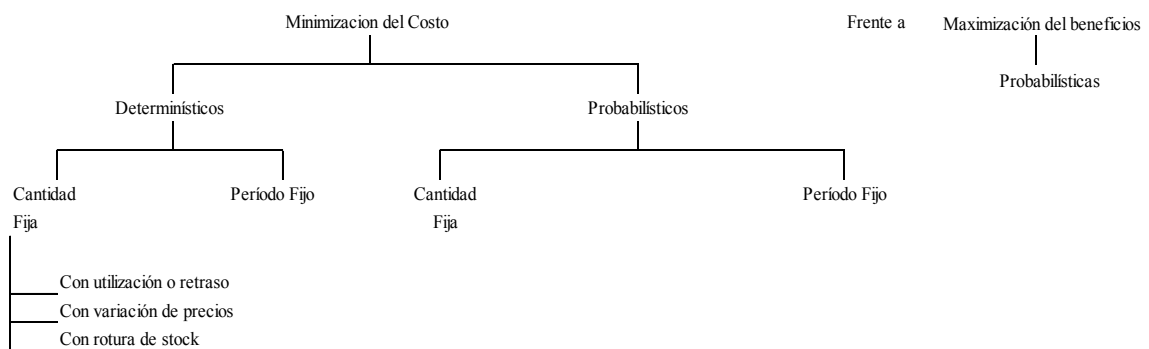 Minimizacion del Costo
Frente a
Maximización del beneficios
Probabilísticas
Determinísticos
Probabilísticos
Cantidad
Fija
Período Fijo
Cantidad
Fija
Período Fijo
Con utilización o retraso
Con variación de precios
Con rotura de stock